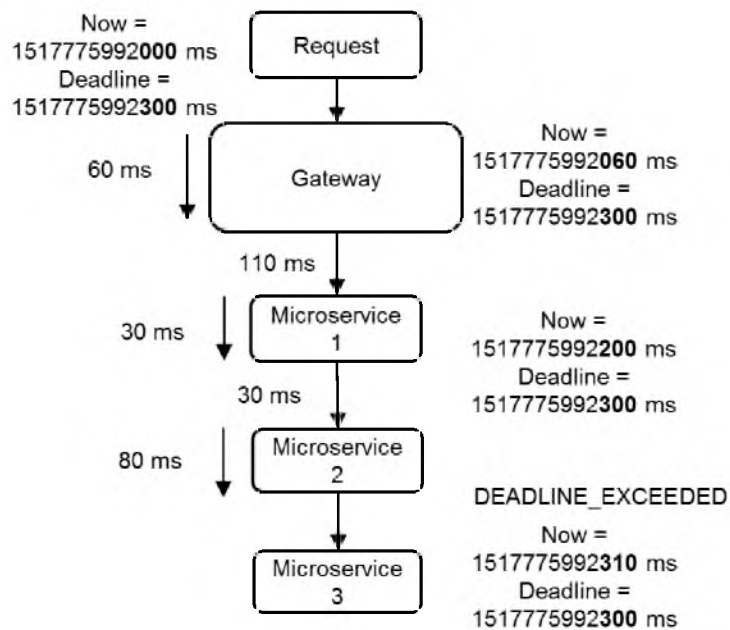 Now =
1517775992000 ms
Deadline =
1517775992300 ms
Request
60 ms
Gateway
Now =
1517775992060 ms
Deadline =
1517775992300 ms
110 ms
30 ms
Microservice
1
Now =
1517775992200 ms
Deadline =
1517775992300 ms
30 ms
80 ms
Microservice
2
DEADLINE_EXCEEDED
Microservice
3
Now =
1517775992310 ms
Deadline =
1517775992300 ms